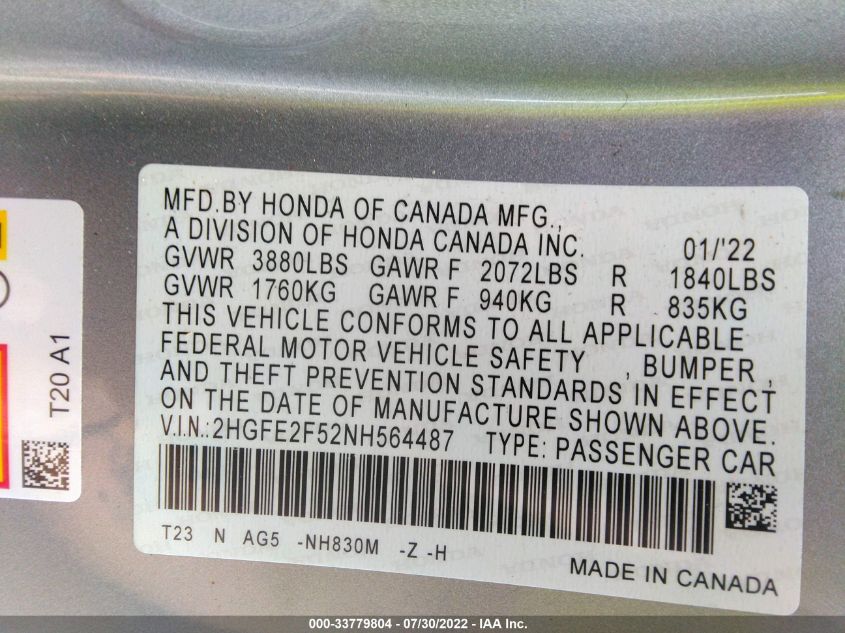 MFD.BY HONDA OF CANADA MFG.,
A DIVISION OF HONDA CANADA INC. 01/'22
GVWR 3880LBS GAWR F 2072LBS R 1840LBS
GVWR 1760KG GAWR F 940KG R 835KG
THIS VEHICLE CONFORMS TO ALL APPLICABLE
FEDERAL MOTOR VEHICLE SAFETY , BUMPER
AND THEFT PREVENTION STANDARDS IN EFFECT
ON THE DATE OF MANUFACTURE SHOWN ABOVE.
V.I.N.:2HGFE2F52NH564487 TYPE: PASSENGER CAR
T23 N AG5 -NH830M -Z -H
MADE IN CANADA
T20 A1
000-33779804 / 07/30/2022 - IAA Inc.